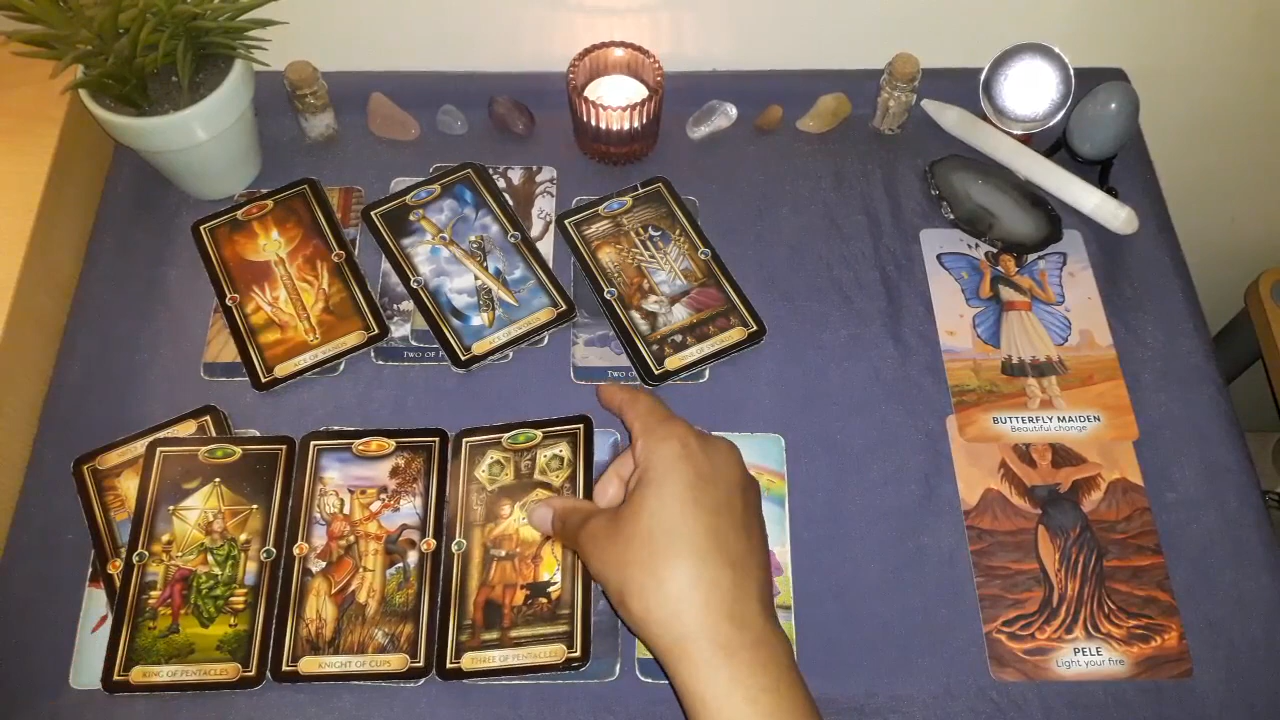 ACE OF WANDS
ACE OF SWORDS
NINE OF SWORDS
TWO OF
TWO OF
BUTTERFLY MAIDEN
Beautiful change
KING OF PENTACLES
KNIGHT OF CUPS
THREE OF PENTACLES
PELE
Light your fire